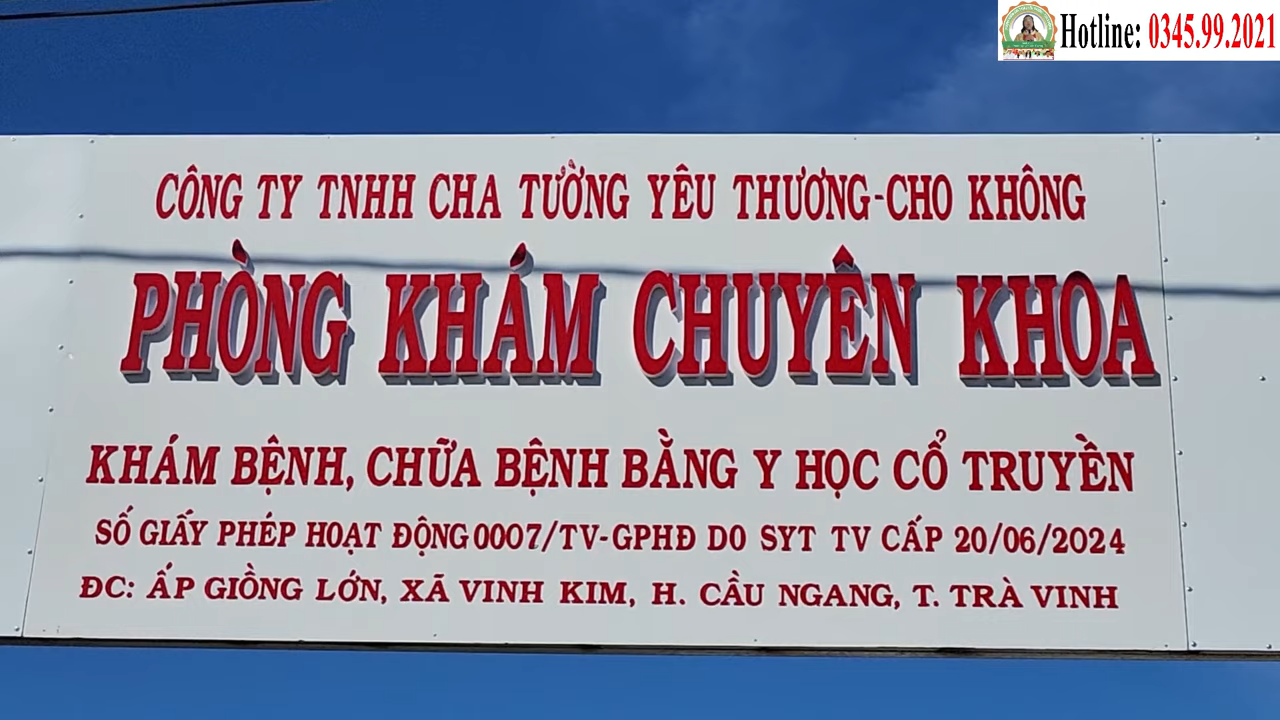 Hotline: 0345.99.2021
CÔNG TY TNHH CHA TƯỜNG YÊU THƯƠNG-CHO KHÔNG
PHÒNG KHÁM CHUYÊN KHOA
KHÁM BỆNH, CHỮA BỆNH BẰNG Y HỌC CỔ TRUYỀN
SỐ GIẤY PHÉP HOẠT ĐỘNG 0007/TV-GPHĐ DO SYT TV CẤP 20/06/2024
ĐC: ẤP GIỒNG LỚN, XÃ VINH KIM, H. CẦU NGANG, T. TRÀ VINH